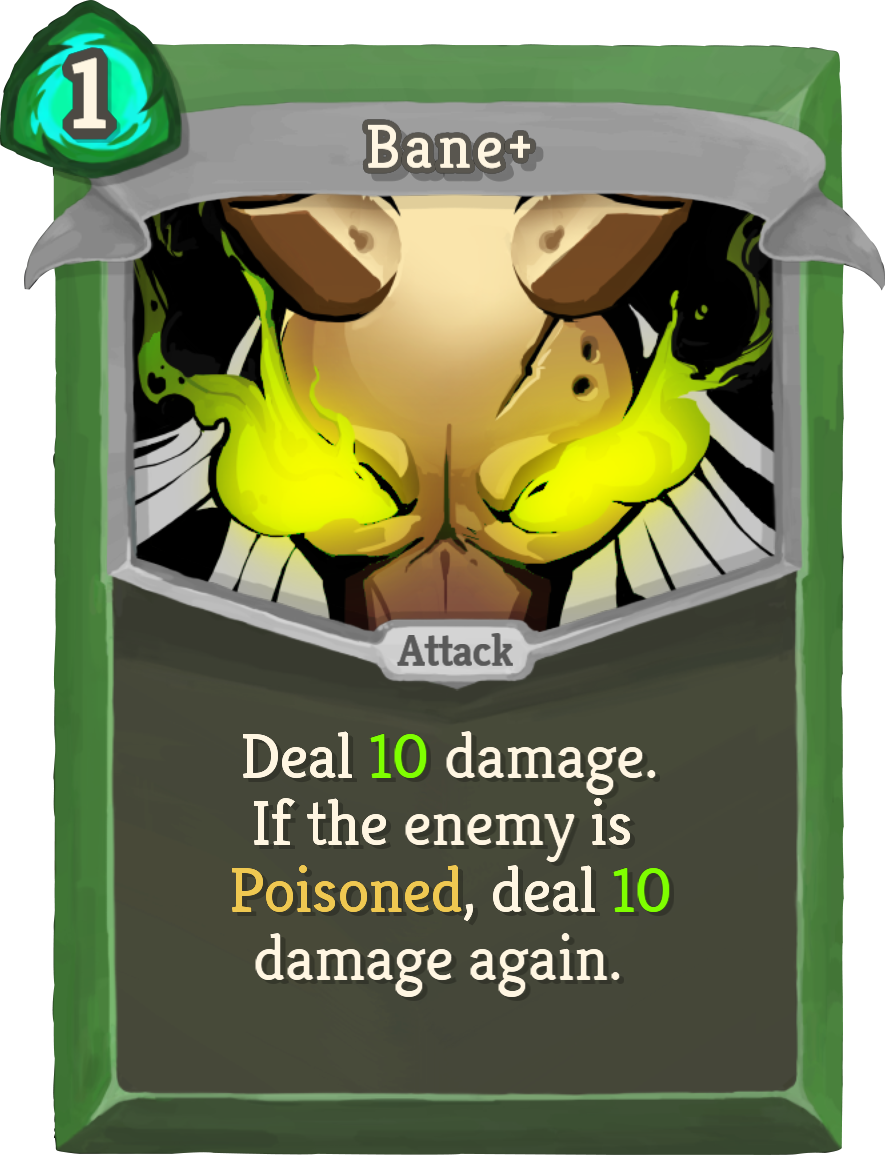 1
Bane+
Attack
Deal 10 damage.
If the enemy is
Poisoned, deal 10
damage again.